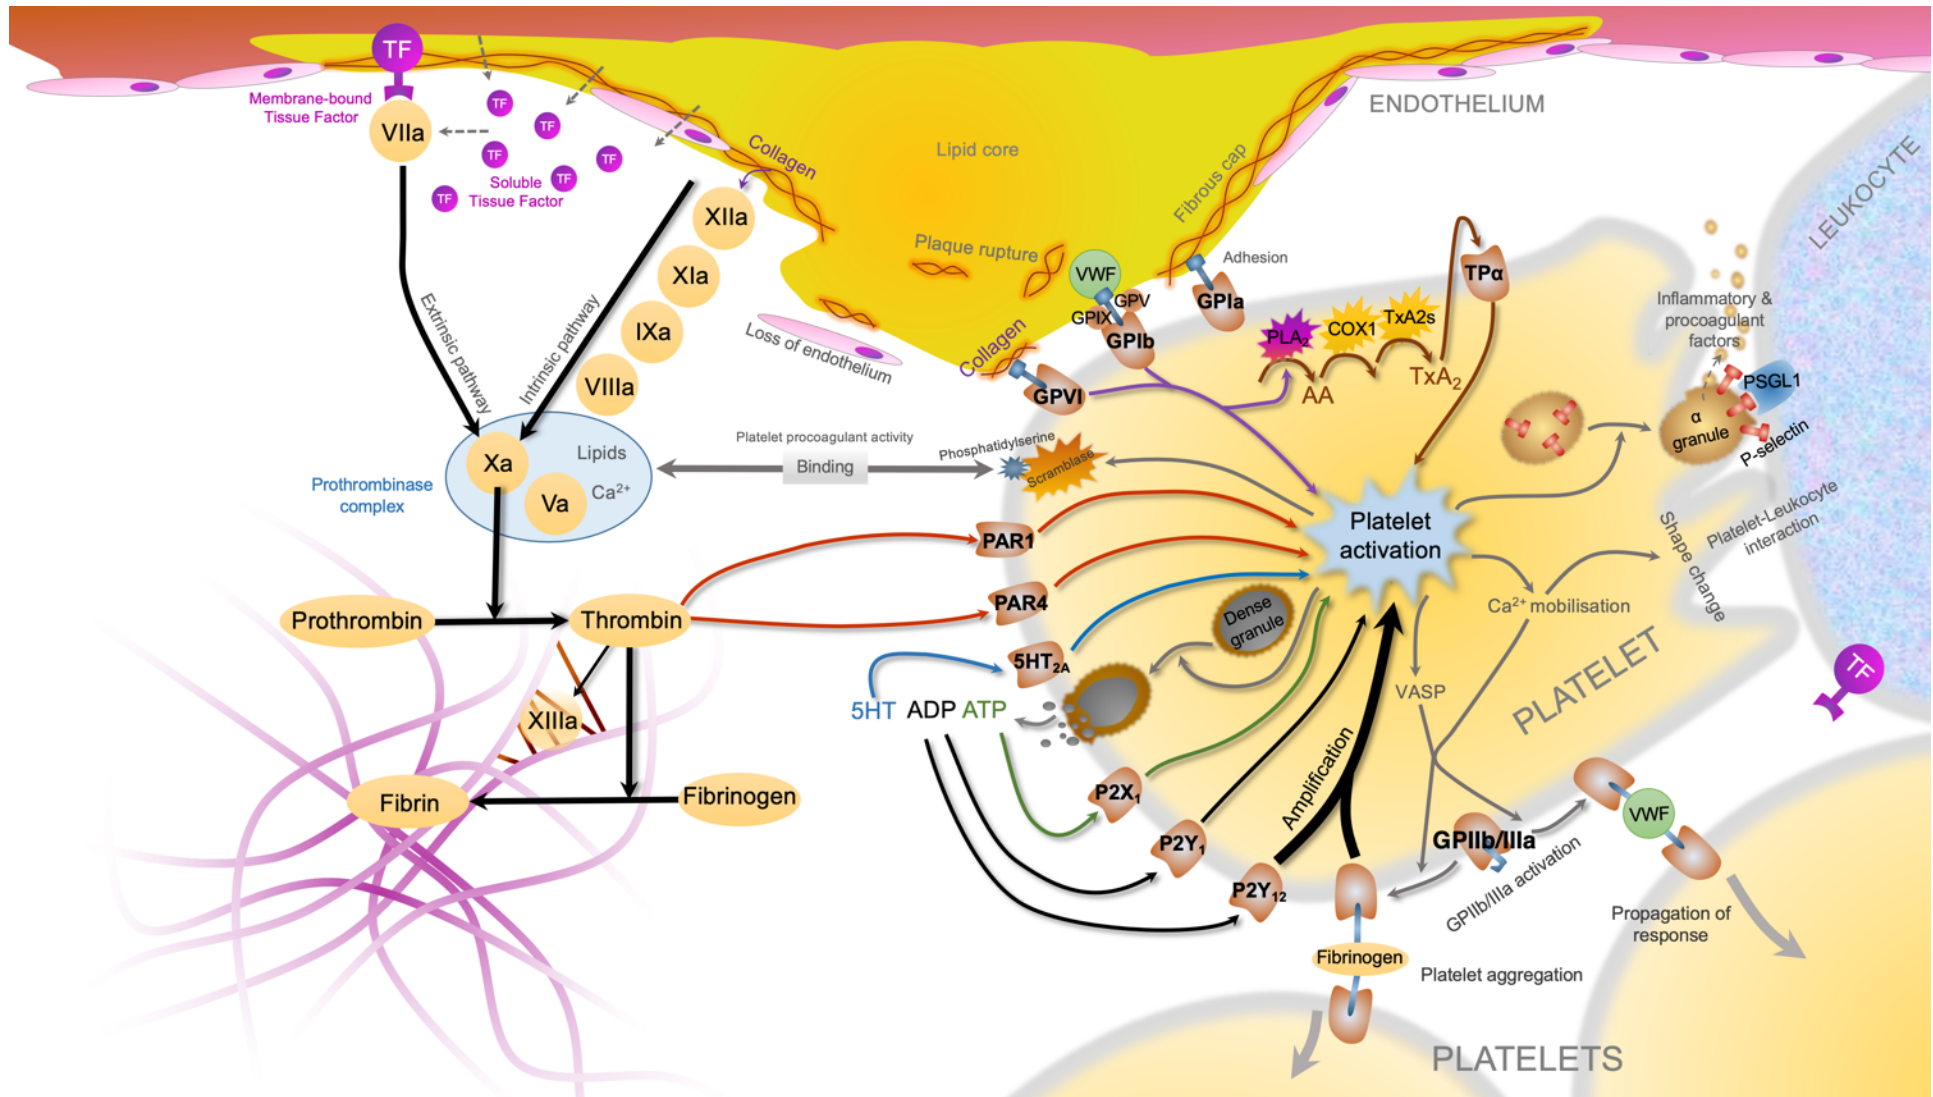 TF
Membrane-bound
Tissue Factor
VIIa
TF
TF
TF
TF
TF
TF
Soluble
Tissue Factor
Collagen
XIIa
XIa
IXa
VIIIa
Extrinsic pathway
Intrinsic pathway
Xa
Va
Lipids
Ca²⁺
Prothrombinase
complex
Prothrombin
Thrombin
XIIIa
Fibrin
Fibrinogen
Lipid core
Plaque rupture
Loss of endothelium
Fibrous cap
ENDOTHELIUM
Collagen
VWF
GPV
GPIX
GPIb
GPVI
GPIa
Adhesion
PLA₂
COX1
TxA2s
AA
TxA₂
TPα
Platelet procoagulant activity
Binding
Phosphatidylserine
Scramblase
PAR1
PAR4
5HT₂A
5HT
ADP
ATP
Dense
granule
P2X₁
P2Y₁
P2Y₁₂
Amplification
Platelet
activation
Inflammatory &
procoagulant
factors
PSGL1
α
granule
P-selectin
LEUKOCYTE
Platelet-Leukocyte
interaction
Shape change
Ca²⁺ mobilisation
VASP
PLATELET
TF
GPIIb/IIIa
GPIIb/IIIa activation
VWF
Propagation of
response
Fibrinogen
Platelet aggregation
PLATELETS